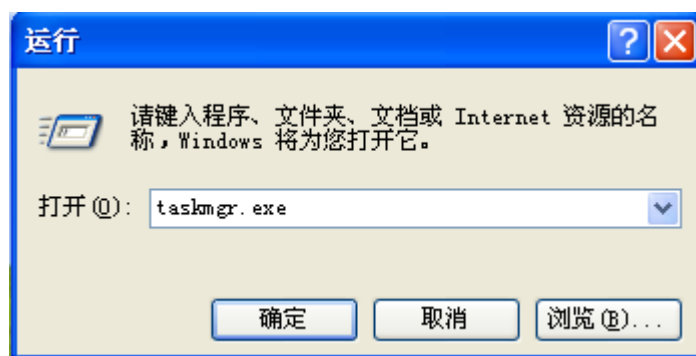 运行
请键入程序、文件夹、文档或 Internet 资源的名
称，Windows 将为您打开它。
打开(O): taskmgr.exe
确定 取消 浏览(B)...